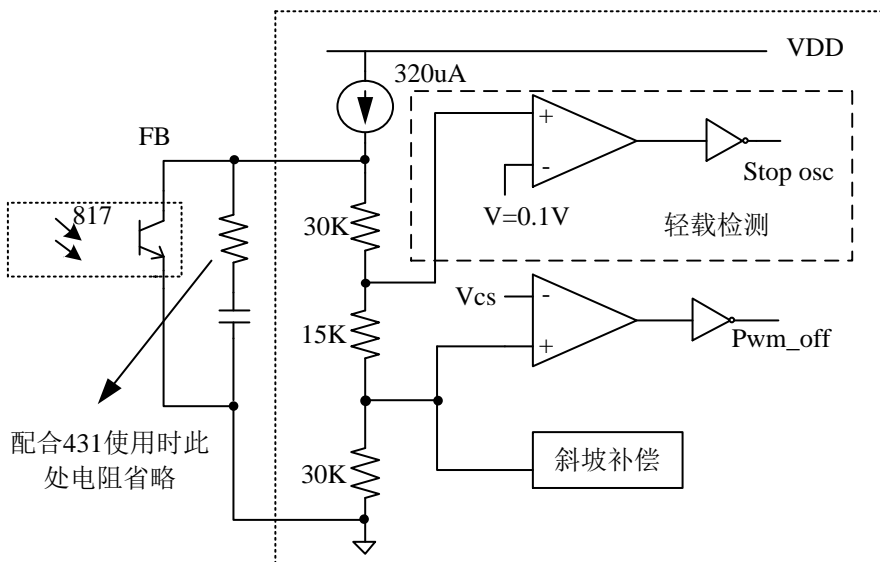 VDD
320uA
FB
+
-
Stop osc
817
V=0.1V
轻载检测
30K
Vcs
-
15K
+
Pwm_off
配合431使用时此
处电阻省略
30K
斜坡补偿